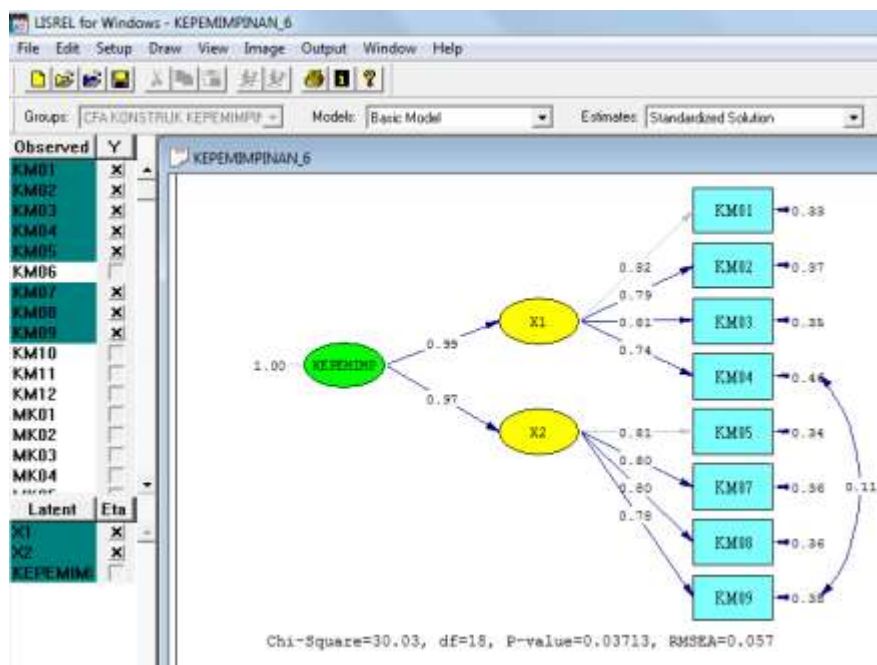 LISREL for Windows - KEPEMIMPINAN_6
File Edit Setup Draw View Image Output Window Help
Groups: CFA KONSTRUK KEPEMIMPIN Models: Basic Model Estimates: Standardized Solution
Observed Y
KM01
KM02
KM03
KM04
KM05
KM06
KM07
KM08
KM09
KM10
KM11
KM12
MK01
MK02
MK03
MK04
Latent Eta
X1
X2
KEPEMIM
KEPEMIMPINAN_6
KM01 0.33
0.82
KM02 0.37
0.79
X1 0.81 KM03 0.35
0.99 0.74
1.00 KEPEMIMP KM04 0.46
0.97
X2 0.81 KM05 0.34
0.80
KM07 0.36 0.11
0.80
0.78
KM08 0.36
KM09 0.38
Chi-Square=30.03, df=18, P-value=0.03713, RMSEA=0.057